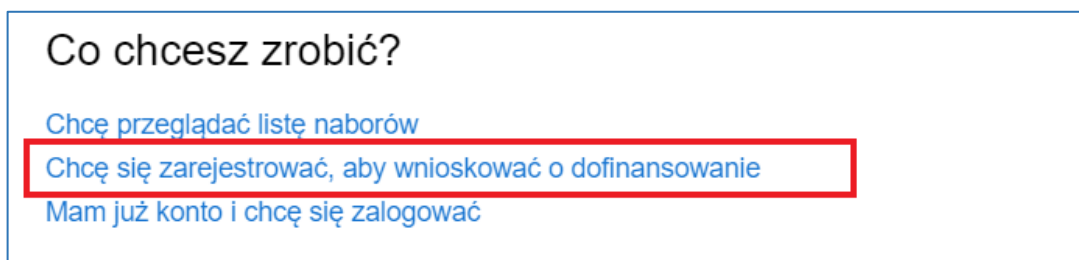 Co chcesz zrobić?
Chcę przeglądać listę naborów
Chcę się zarejestrować, aby wnioskować o dofinansowanie
Mam już konto i chcę się zalogować